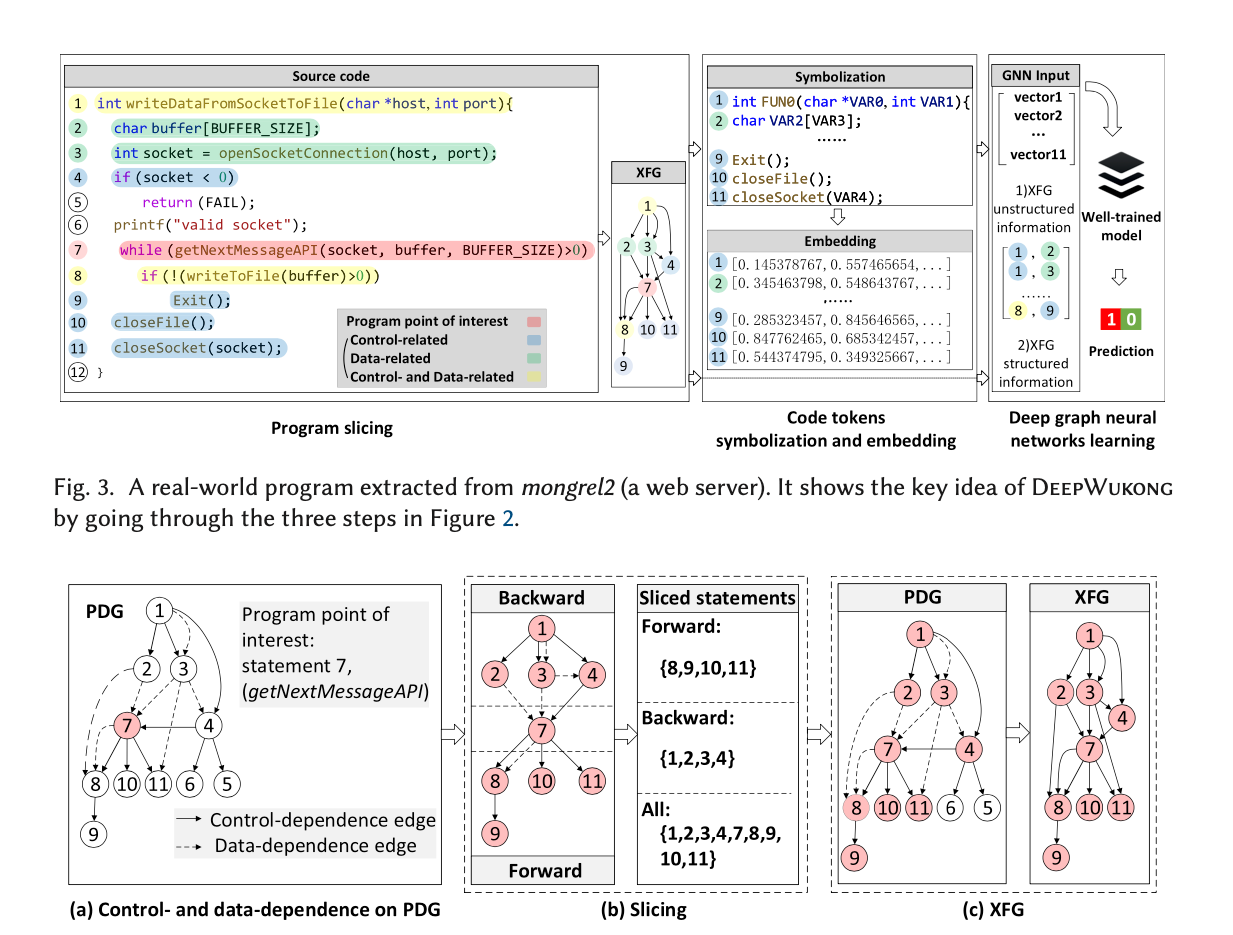 Source code
1 int writeDataFromSocketToFile(char *host, int port){
2 char buffer[BUFFER_SIZE];
3 int socket = openSocketConnection(host, port);
4 if (socket < 0)
5 return (FAIL);
6 printf("valid socket");
7 while (getNextMessageAPI(socket, buffer, BUFFER_SIZE)>0)
8 if (!(writeToFile(buffer)>0))
9 Exit();
10 closeFile();
11 closeSocket(socket);
12 }
Program point of interest
Control-related
Data-related
Control- and Data-related
XFG
1
2 3
4
7
8 10 11
9
Program slicing
Symbolization
1 int FUN0(char *VAR0, int VAR1){
2 char VAR2[VAR3];
......
9 Exit();
10 closeFile();
11 closeSocket(VAR4);
Embedding
1 [0.145378767, 0.557465654, ...]
2 [0.345463798, 0.548643767, ...]
......
9 [0.285323457, 0.845646565, ...]
10 [0.847762465, 0.685342457, ...]
11 [0.544374795, 0.349325667, ...]
Code tokens
symbolization and embedding
GNN Input
vector1
vector2
...
vector11
1)XFG
unstructured
information
1 , 2
1 , 3
......
8 , 9
2)XFG
structured
information
Well-trained
model
1 0
Prediction
Deep graph neural
networks learning
Fig. 3. A real-world program extracted from mongrel2 (a web server). It shows the key idea of DEEPWUKONG
by going through the three steps in Figure 2.
PDG
1
2 3
7 4
8 10 11 6 5
9
Program point of
interest:
statement 7,
(getNextMessageAPI)
Control-dependence edge
Data-dependence edge
(a) Control- and data-dependence on PDG
Backward
1
2 3 4
7
8 10 11
9
Forward
Sliced statements
Forward:
{8,9,10,11}
Backward:
{1,2,3,4}
All:
{1,2,3,4,7,8,9,
10,11}
(b) Slicing
PDG
1
2 3
7 4
8 10 11 6 5
9
XFG
1
2 3
4
7
8 10 11
9
(c) XFG